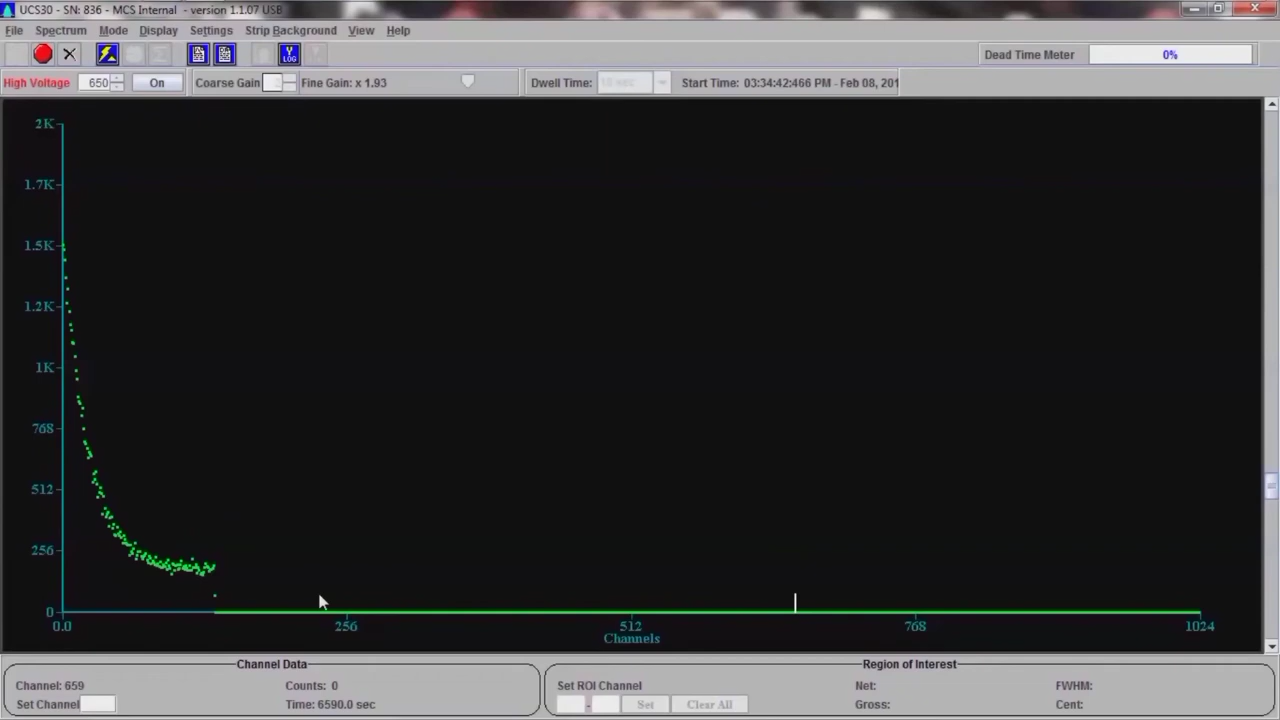 UCS30 - SN: 836 - MCS Internal - version 1.1.07 USB
File Spectrum Mode Display Settings Strip Background View Help
Y LOG
Dead Time Meter 0%
High Voltage 650 On Coarse Gain Fine Gain: x 1.93 Dwell Time: 10 sec Start Time: 03:34:42:466 PM - Feb 08, 201
2K
1.7K
1.5K
1.2K
1K
768
512
256
0
0.0 256 512 768 1024
Channels
Channel Data Region of Interest
Channel: 659 Counts: 0 Set ROI Channel Net: FWHM:
Set Channel Time: 6590.0 sec - Set Clear All Gross: Cent: